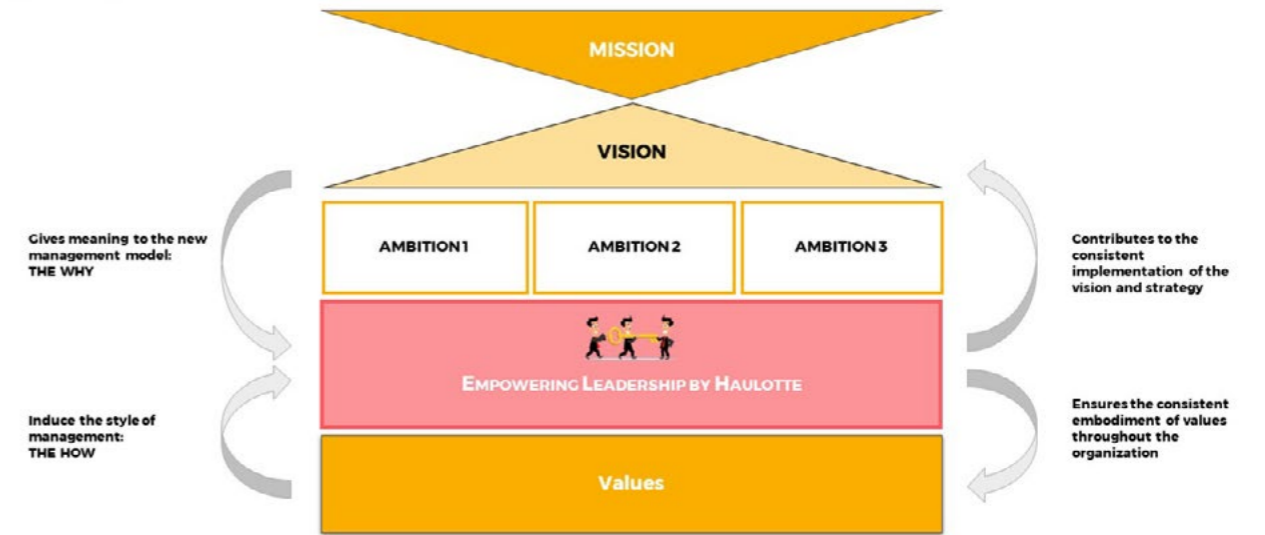 MISSION
VISION
AMBITION 1
AMBITION 2
AMBITION 3
Gives meaning to the new
management model:
THE WHY
Contributes to the
consistent
implementation of the
vision and strategy
EMPOWERING LEADERSHIP BY HAULOTTE
Induce the style of
management:
THE HOW
Ensures the consistent
embodiment of values
throughout the
organization
Values